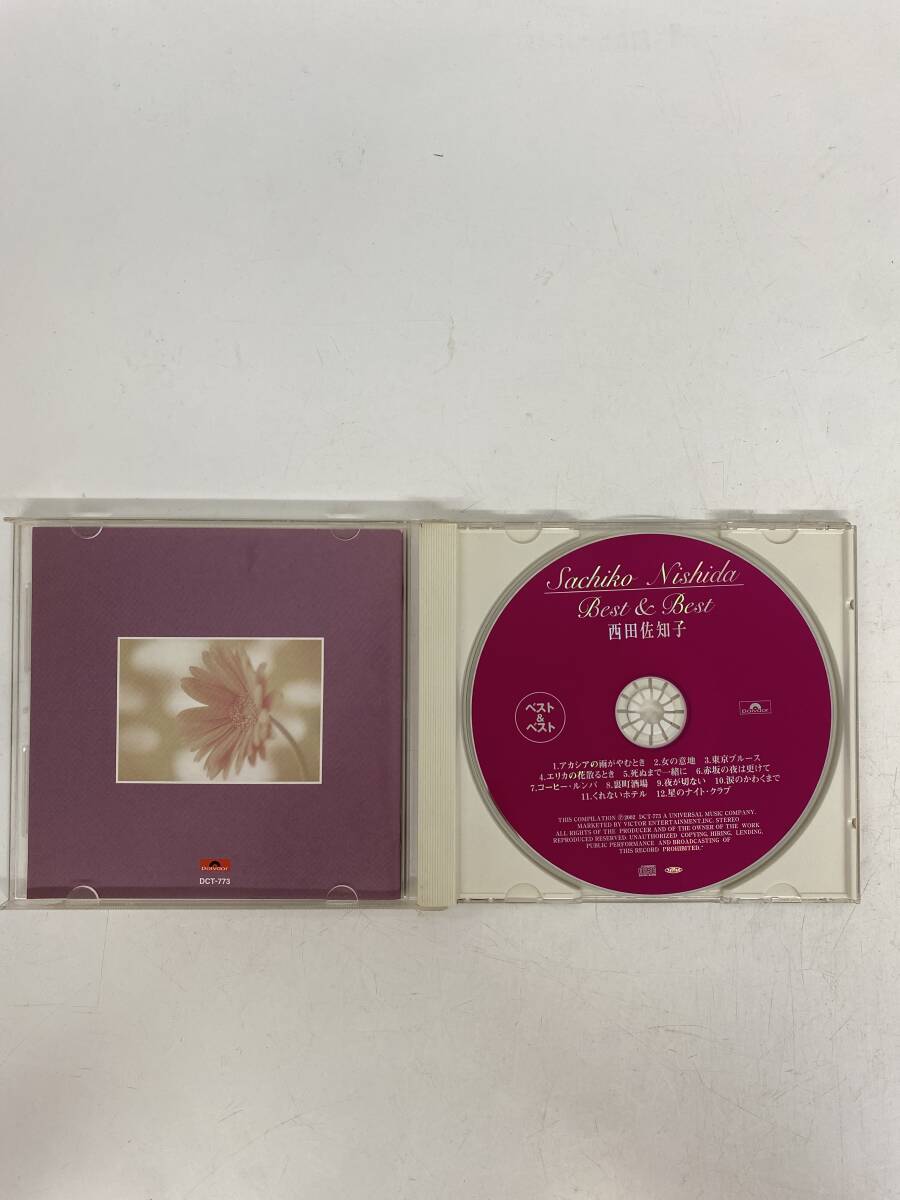 Polydor
DCT-773
Sachiko Nishida
Best & Best
西田佐知子
ベスト
&
ベスト
Polydor
1.アカシアの雨がやむとき 2.女の意地 3.東京ブルース
4.エリカの花散るとき 5.死ぬまで一緒に 6.赤坂の夜は更けて
7.コーヒー・ルンバ 8.裏町酒場 9.夜が切ない 10.涙のかわくまで
11.くれないホテル 12.星のナイト・クラブ
THIS COMPILATION ℗2002 DCT-773 A UNIVERSAL MUSIC COMPANY.
MARKETED BY VICTOR ENTERTAINMENT,INC. STEREO
ALL RIGHTS OF THE PRODUCER AND OF THE OWNER OF THE WORK
REPRODUCED RESERVED. UNAUTHORIZED COPYING, HIRING, LENDING,
PUBLIC PERFORMANCE AND BROADCASTING OF
THIS RECORD PROHIBITED."